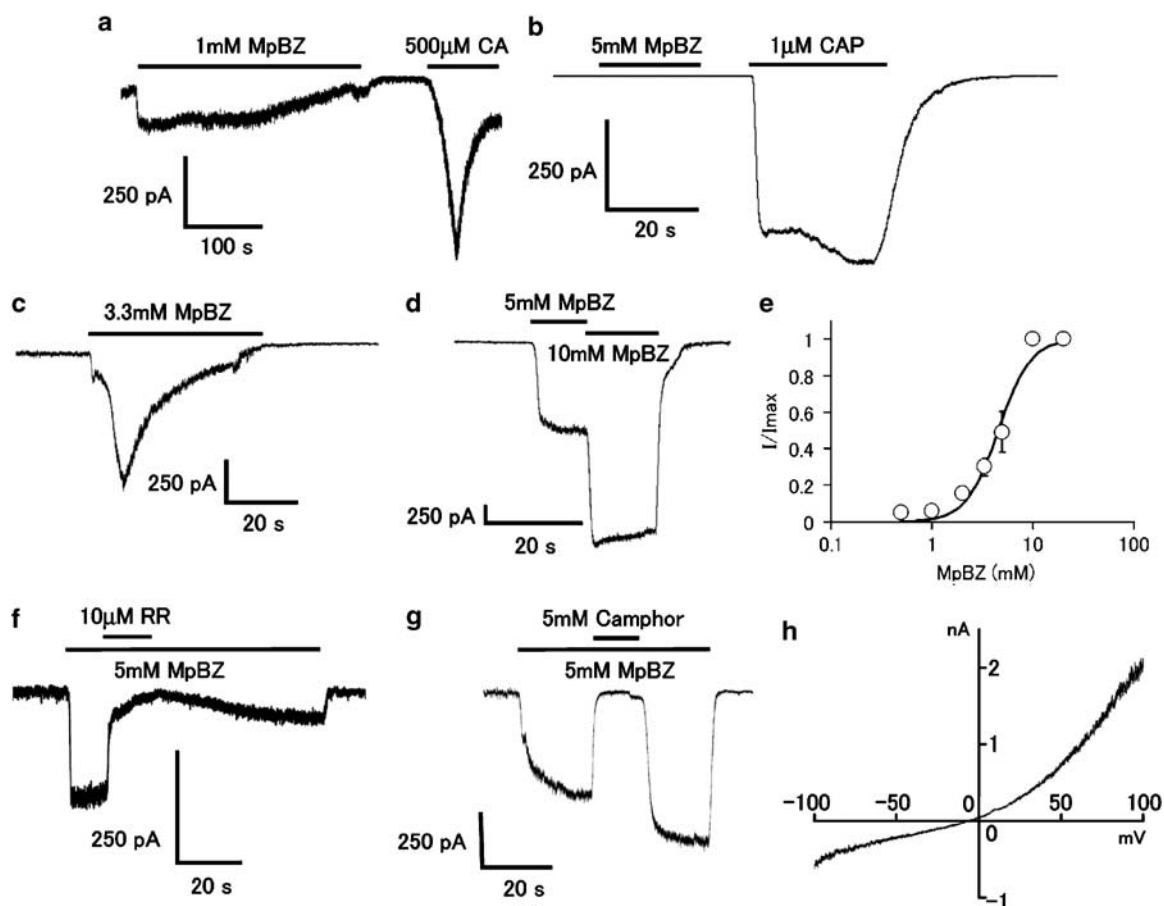 a
1mM MpBZ
500μM CA
250 pA
100 s
b
5mM MpBZ
1μM CAP
250 pA
20 s
c
3.3mM MpBZ
250 pA
20 s
d
5mM MpBZ
10mM MpBZ
250 pA
20 s
e
1
0.8
0.6
0.4
0.2
0
I/Imax
0.1
1
10
100
MpBZ (mM)
f
10μM RR
5mM MpBZ
250 pA
20 s
g
5mM Camphor
5mM MpBZ
250 pA
20 s
h
nA
2
1
-100
-50
0
50
100
0
mV
-1